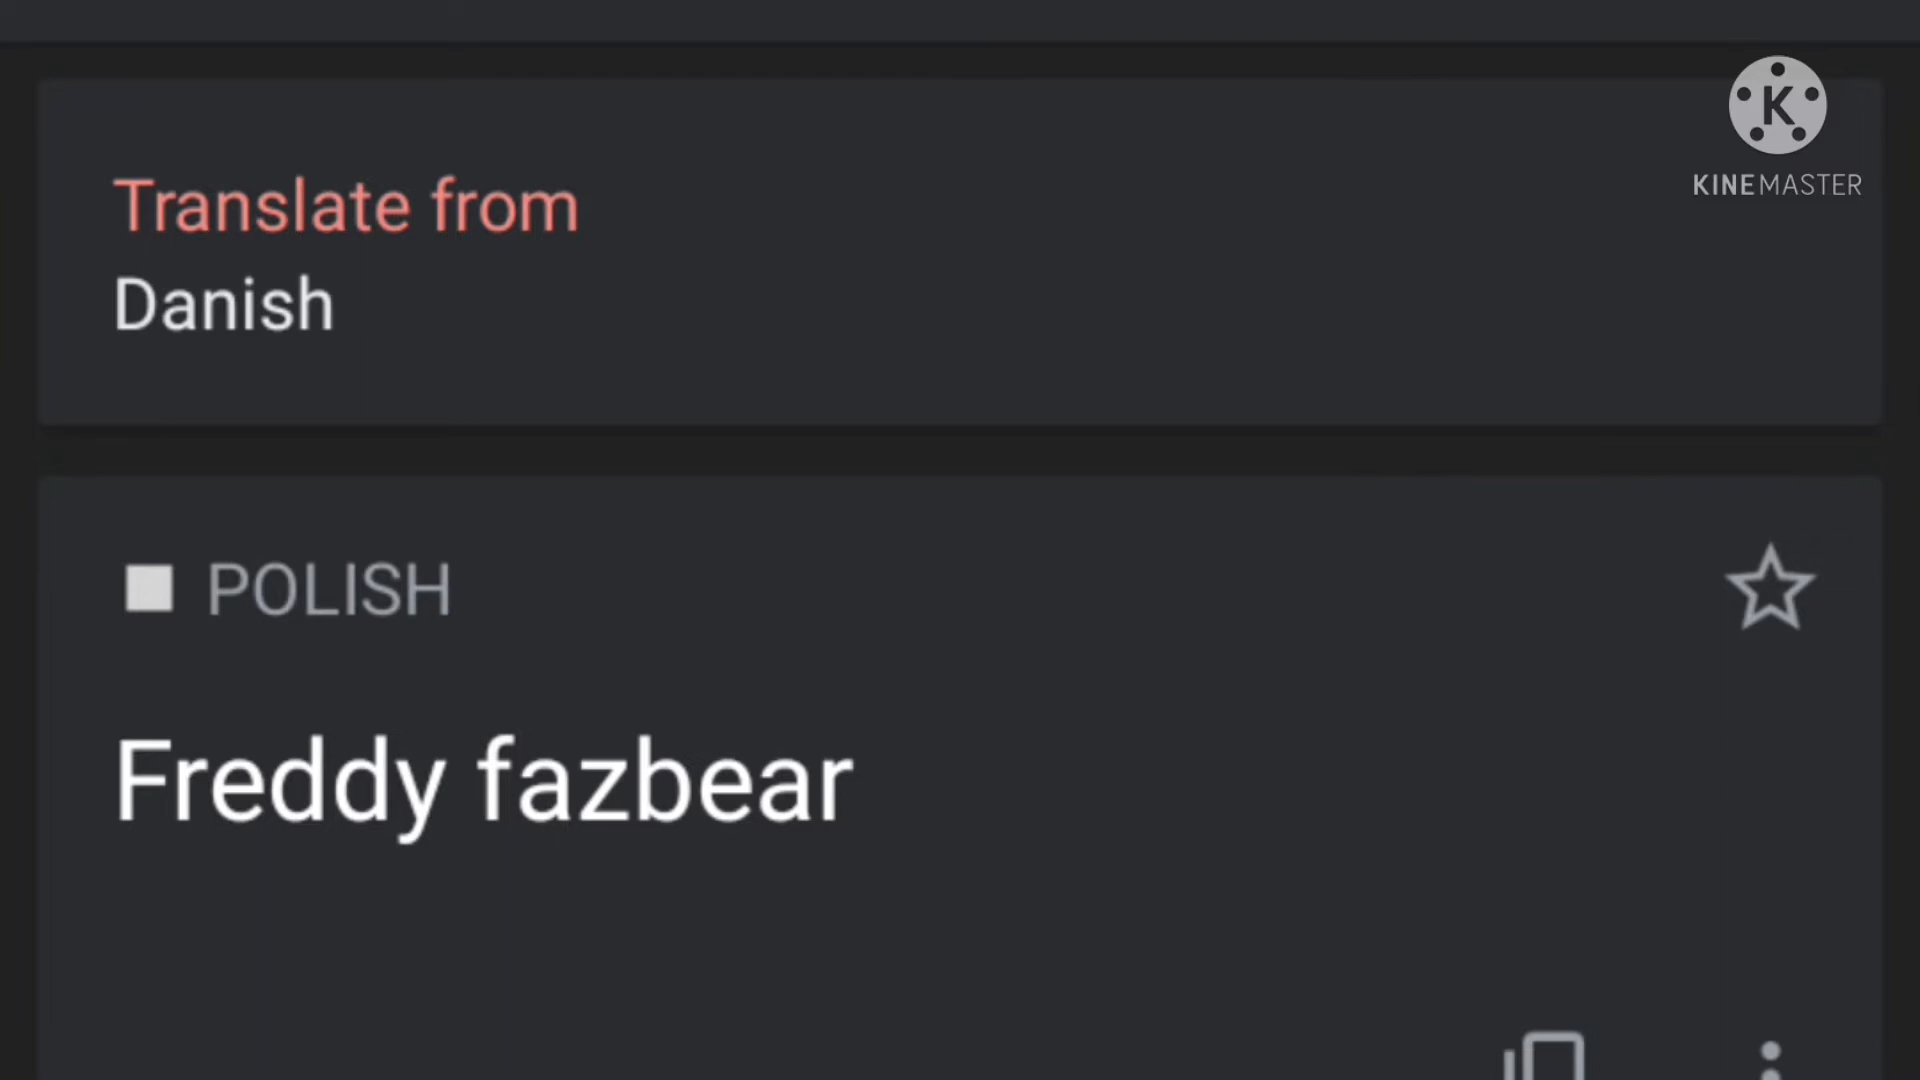 K
KINEMASTER
Translate from
Danish
POLISH
Freddy fazbear